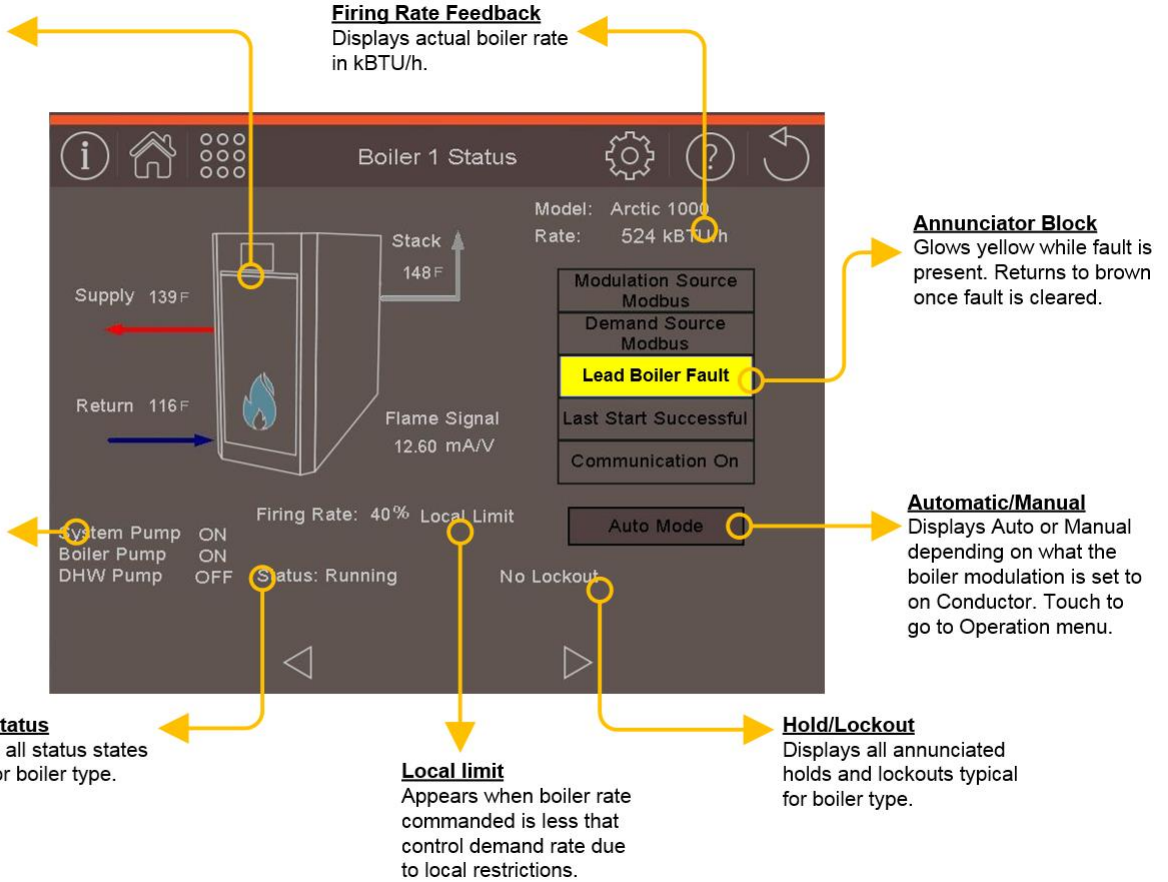 Firing Rate Feedback
Displays actual boiler rate
in kBTU/h.
i
Boiler 1 Status
?
Model: Arctic 1000
Rate: 524 kBTU/h
Stack
148 F
Supply 139 F
Return 116 F
Flame Signal
12.60 mA/V
Modulation Source
Modbus
Demand Source
Modbus
Lead Boiler Fault
Last Start Successful
Communication On
Annunciator Block
Glows yellow while fault is
present. Returns to brown
once fault is cleared.
Firing Rate: 40% Local Limit
Auto Mode
System Pump ON
Boiler Pump ON
DHW Pump OFF
Status: Running
No Lockout
Automatic/Manual
Displays Auto or Manual
depending on what the
boiler modulation is set to
on Conductor. Touch to
go to Operation menu.
tatus
all status states
or boiler type.
Local limit
Appears when boiler rate
commanded is less that
control demand rate due
to local restrictions.
Hold/Lockout
Displays all annunciated
holds and lockouts typical
for boiler type.